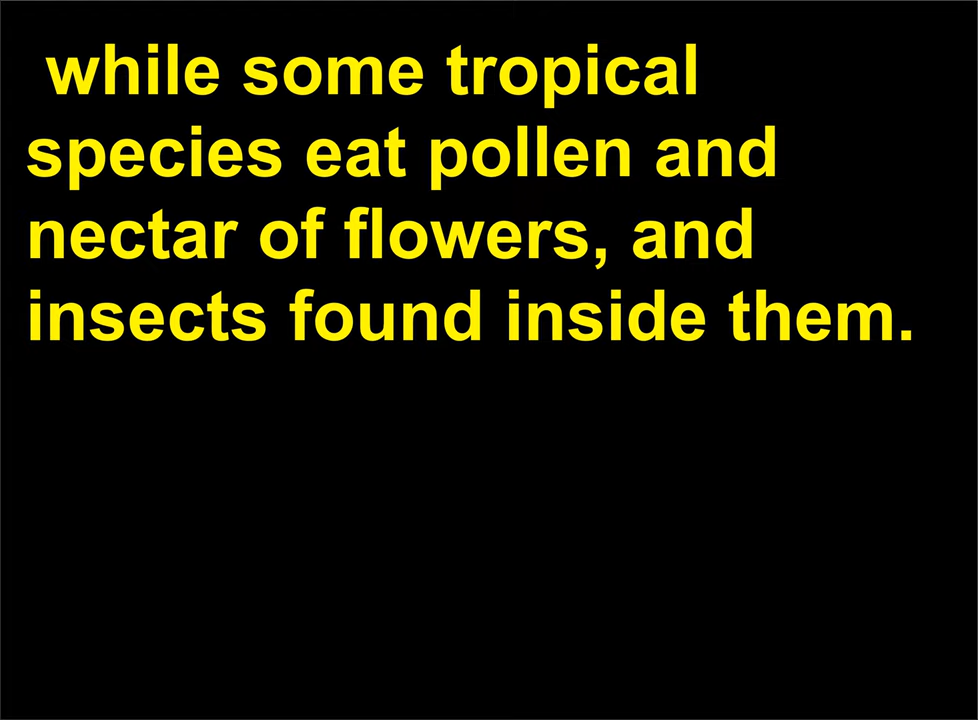 while some tropical
species eat pollen and
nectar of flowers, and
insects found inside them.